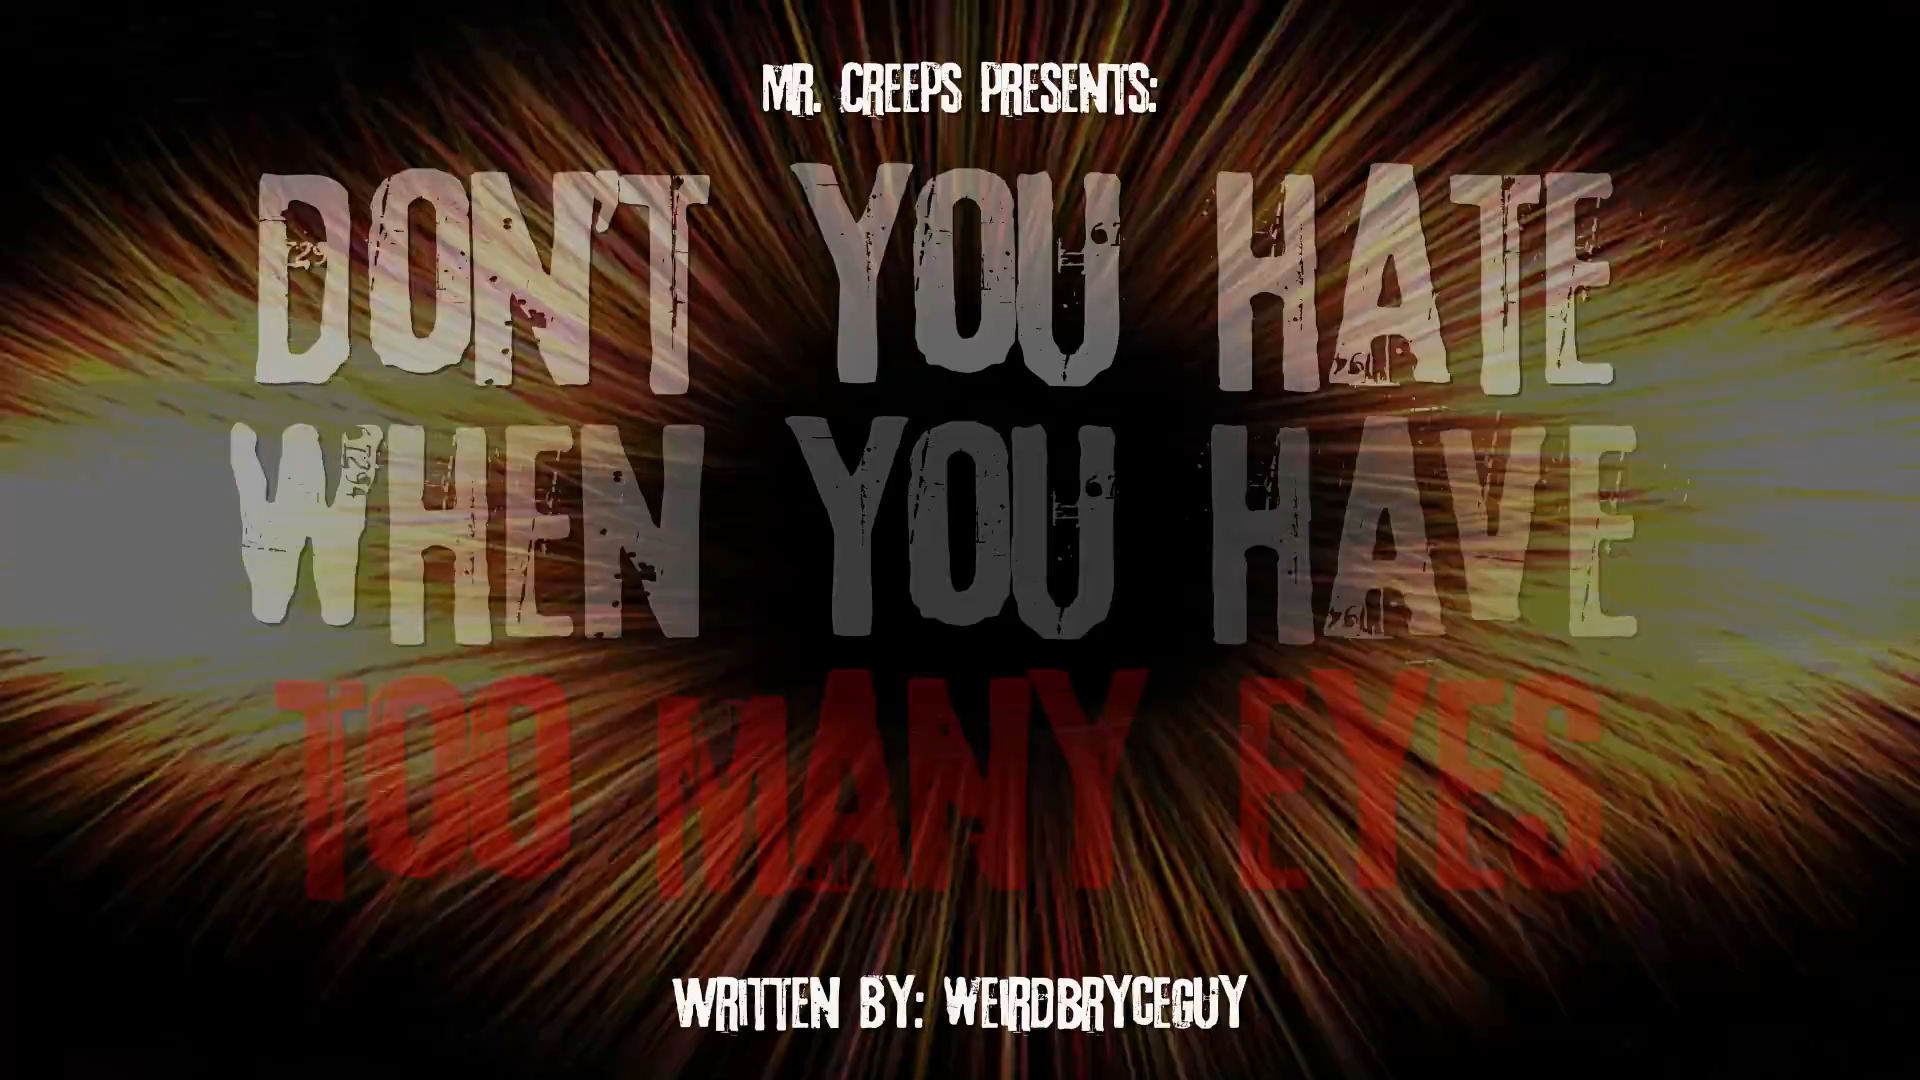 MR. CREEPS PRESENTS:
DON'T YOU HATE
WHEN YOU HAVE
TOO MANY EYES
WRITTEN BY: WEIRDBRYCEGUY